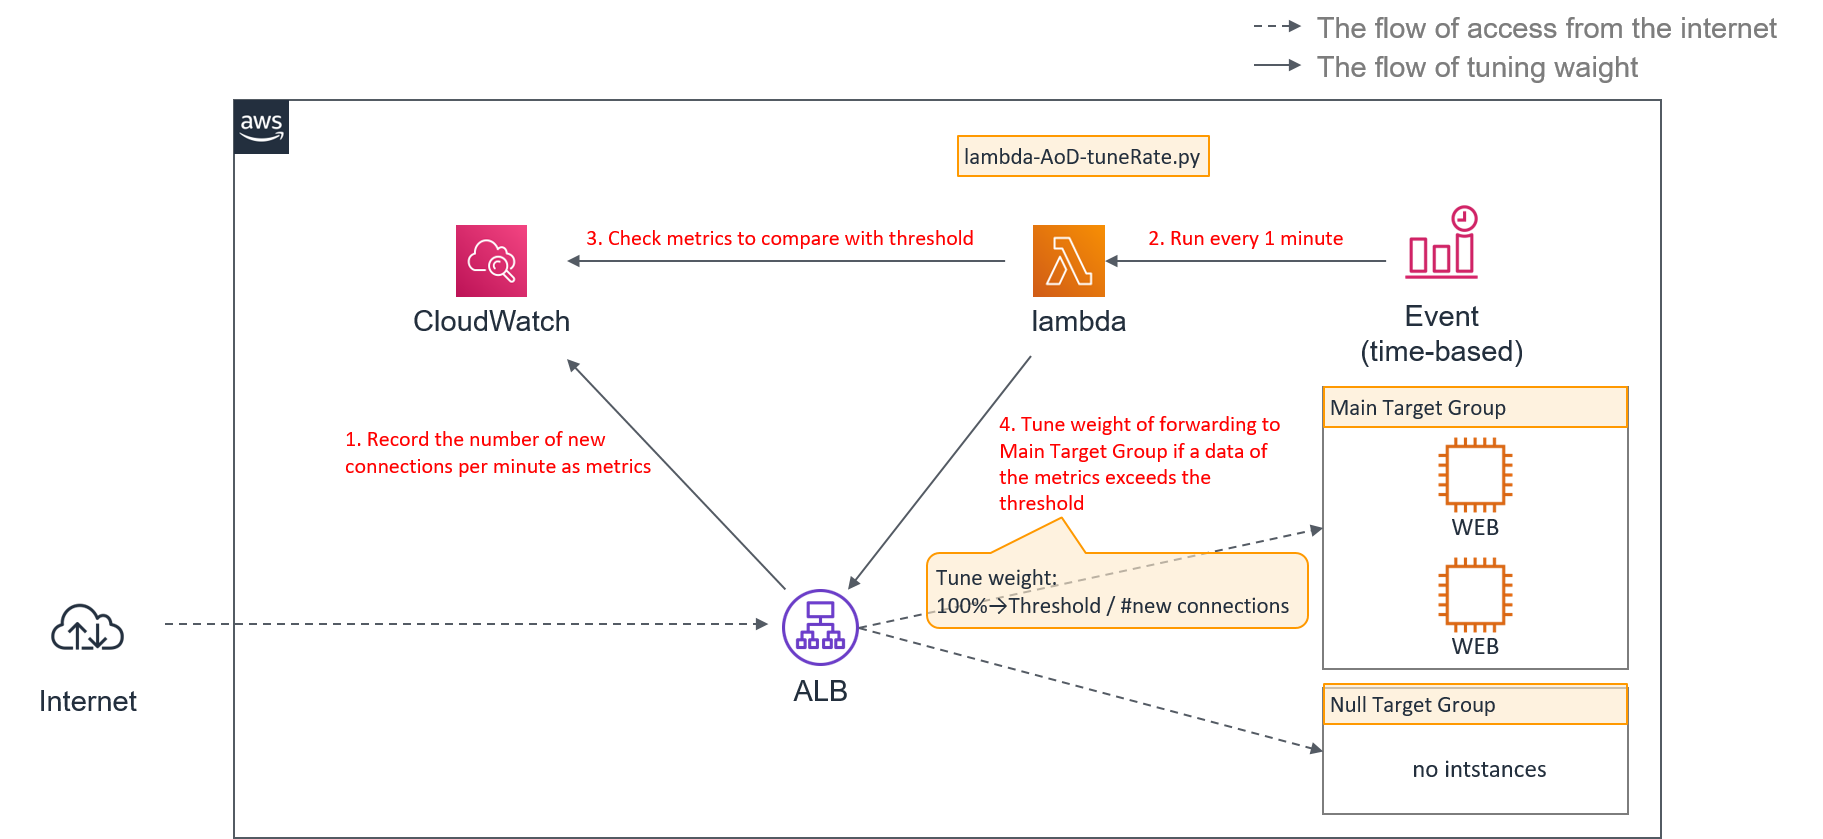 The flow of access from the internet
The flow of tuning waight
aws
lambda-AoD-tuneRate.py
3. Check metrics to compare with threshold
2. Run every 1 minute
CloudWatch
lambda
Event
(time-based)
1. Record the number of new
connections per minute as metrics
4. Tune weight of forwarding to
Main Target Group if a data of
the metrics exceeds the
threshold
Main Target Group
WEB
WEB
Tune weight:
100%→Threshold / #new connections
Internet
ALB
Null Target Group
no intstances